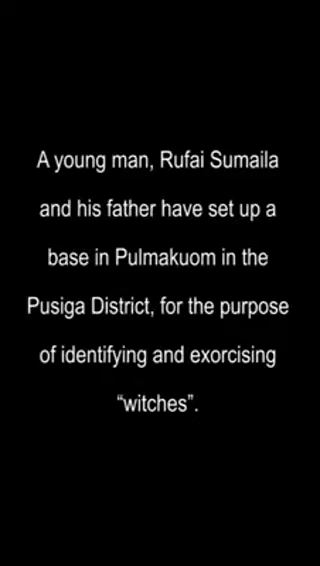 A young man, Rufai Sumaila
and his father have set up a
base in Pulmakuom in the
Pusiga District, for the purpose
of identifying and exorcising
“witches”.